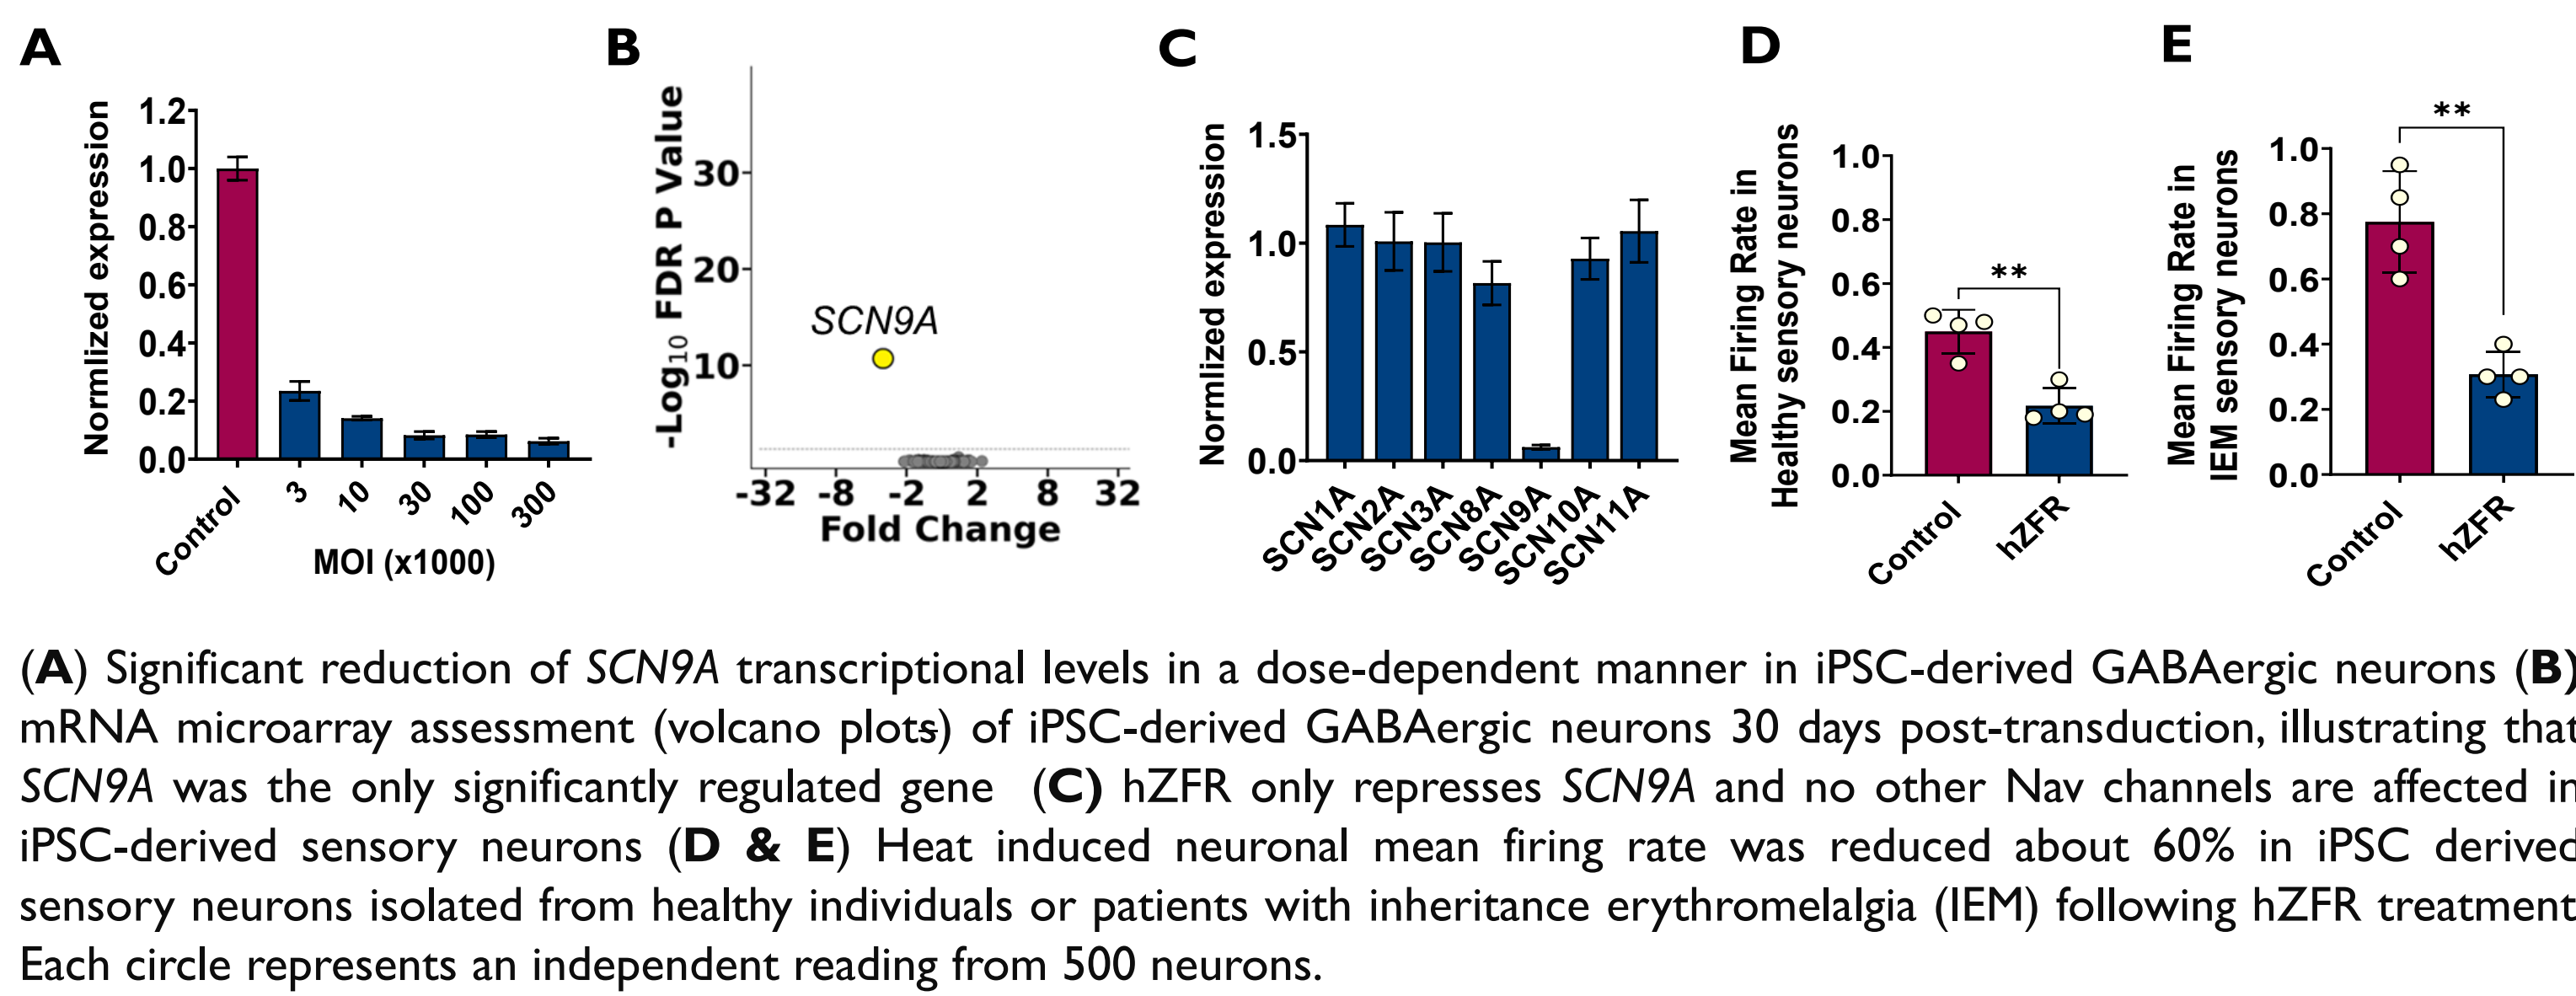 A
Normlized expression
1.2
1.0
0.8
0.6
0.4
0.2
0.0
Control
3
10
30
100
300
MOI (x1000)
B
-Log10 FDR P Value
30
20
10
SCN9A
-32
-8
-2
2
8
32
Fold Change
C
Normlized expression
1.5
1.0
0.5
0.0
SCN1A
SCN2A
SCN3A
SCN8A
SCN9A
SCN10A
SCN11A
D
Mean Firing Rate in
Healthy sensory neurons
1.0
0.8
0.6
0.4
0.2
0.0
**
Control
hZFR
E
Mean Firing Rate in
IEM sensory neurons
1.0
0.8
0.6
0.4
0.2
0.0
**
Control
hZFR
(A) Significant reduction of SCN9A transcriptional levels in a dose-dependent manner in iPSC-derived GABAergic neurons (B)
mRNA microarray assessment (volcano plots) of iPSC-derived GABAergic neurons 30 days post-transduction, illustrating that
SCN9A was the only significantly regulated gene (C) hZFR only represses SCN9A and no other Nav channels are affected in
iPSC-derived sensory neurons (D & E) Heat induced neuronal mean firing rate was reduced about 60% in iPSC derived
sensory neurons isolated from healthy individuals or patients with inheritance erythromelalgia (IEM) following hZFR treatment
Each circle represents an independent reading from 500 neurons.